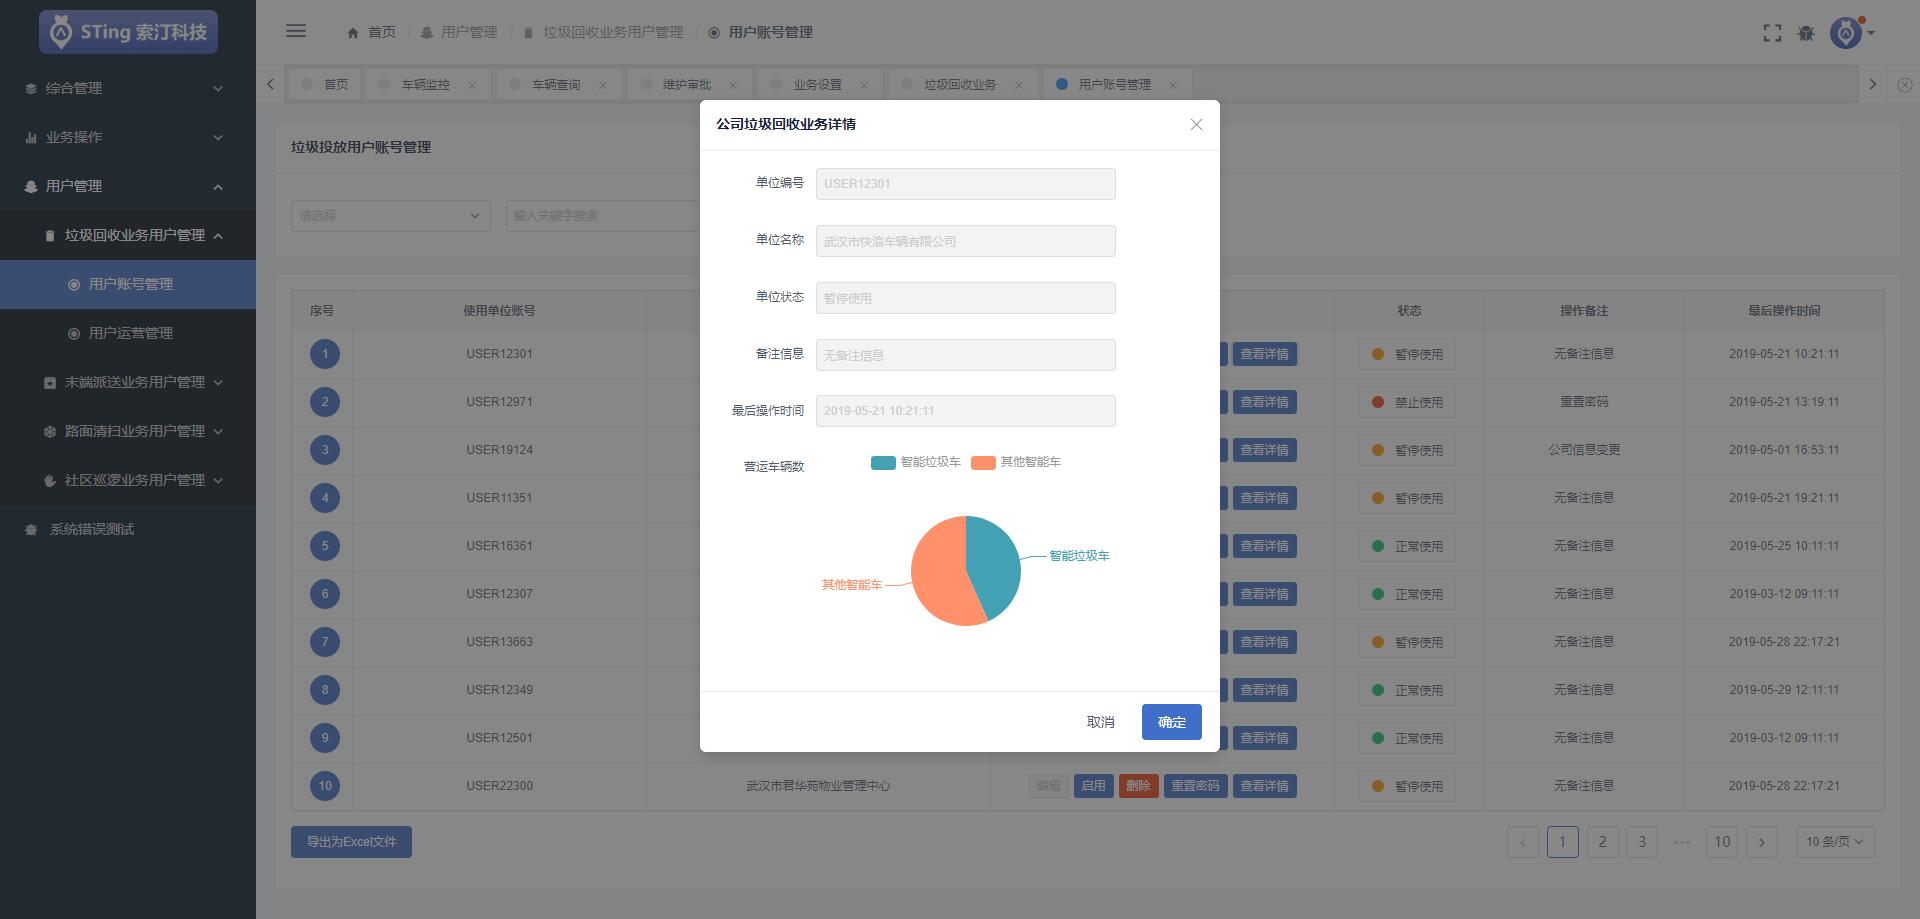 STing 索汀科技
首页 / 用户管理 / 垃圾回收业务用户管理 / 用户账号管理
首页 车辆监控 车辆查询 维护审批 业务设置 垃圾回收业务 用户账号管理
综合管理
业务操作
用户管理
垃圾回收业务用户管理
用户账号管理
用户运营管理
末端派送业务用户管理
路面清扫业务用户管理
社区巡逻业务用户管理
系统错误测试
垃圾投放用户账号管理
请选择 输入关键字搜索
序号 使用单位账号 状态 操作备注 最后操作时间
1 USER12301 查看详情 暂停使用 无备注信息 2019-05-21 10:21:11
2 USER12971 查看详情 禁止使用 重置密码 2019-05-21 13:19:11
3 USER19124 查看详情 暂停使用 公司信息变更 2019-05-01 16:53:11
4 USER11351 查看详情 暂停使用 无备注信息 2019-05-21 19:21:11
5 USER16361 查看详情 正常使用 无备注信息 2019-05-25 10:11:11
6 USER12307 查看详情 正常使用 无备注信息 2019-03-12 09:11:11
7 USER13663 查看详情 暂停使用 无备注信息 2019-05-28 22:17:21
8 USER12349 查看详情 正常使用 无备注信息 2019-05-29 12:11:11
9 USER12501 查看详情 正常使用 无备注信息 2019-03-12 09:11:11
10 USER22300 武汉市君华苑物业管理中心 编辑 启用 删除 重置密码 查看详情 暂停使用 无备注信息 2019-05-28 22:17:21
导出为Excel文件
1 2 3 ••• 10 10 条/页
公司垃圾回收业务详情
单位编号 USER12301
单位名称 武汉市快浪车辆有限公司
单位状态 暂停使用
备注信息 无备注信息
最后操作时间 2019-05-21 10:21:11
营运车辆数 智能垃圾车 其他智能车
智能垃圾车
其他智能车
取消 确定